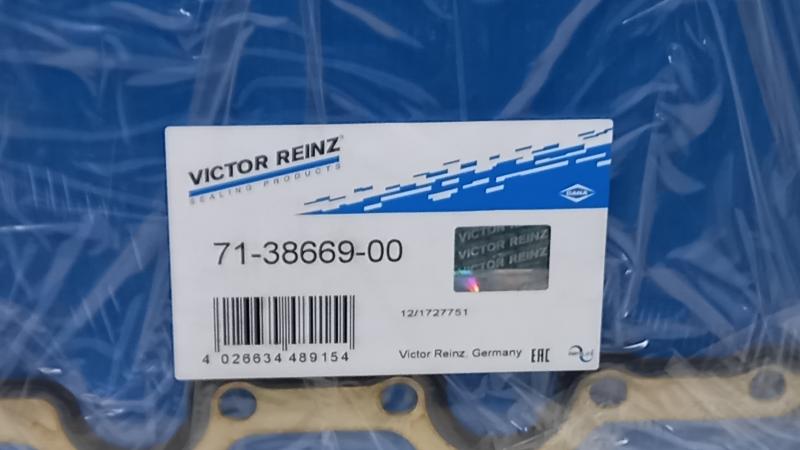 VICTOR REINZ®
SEALING PRODUCTS
DANA
71-38669-00
VICTOR REINZ
VICTOR REINZ
VICTOR REINZ
12/1727751
4 026634 489154
Victor Reinz, Germany EAC